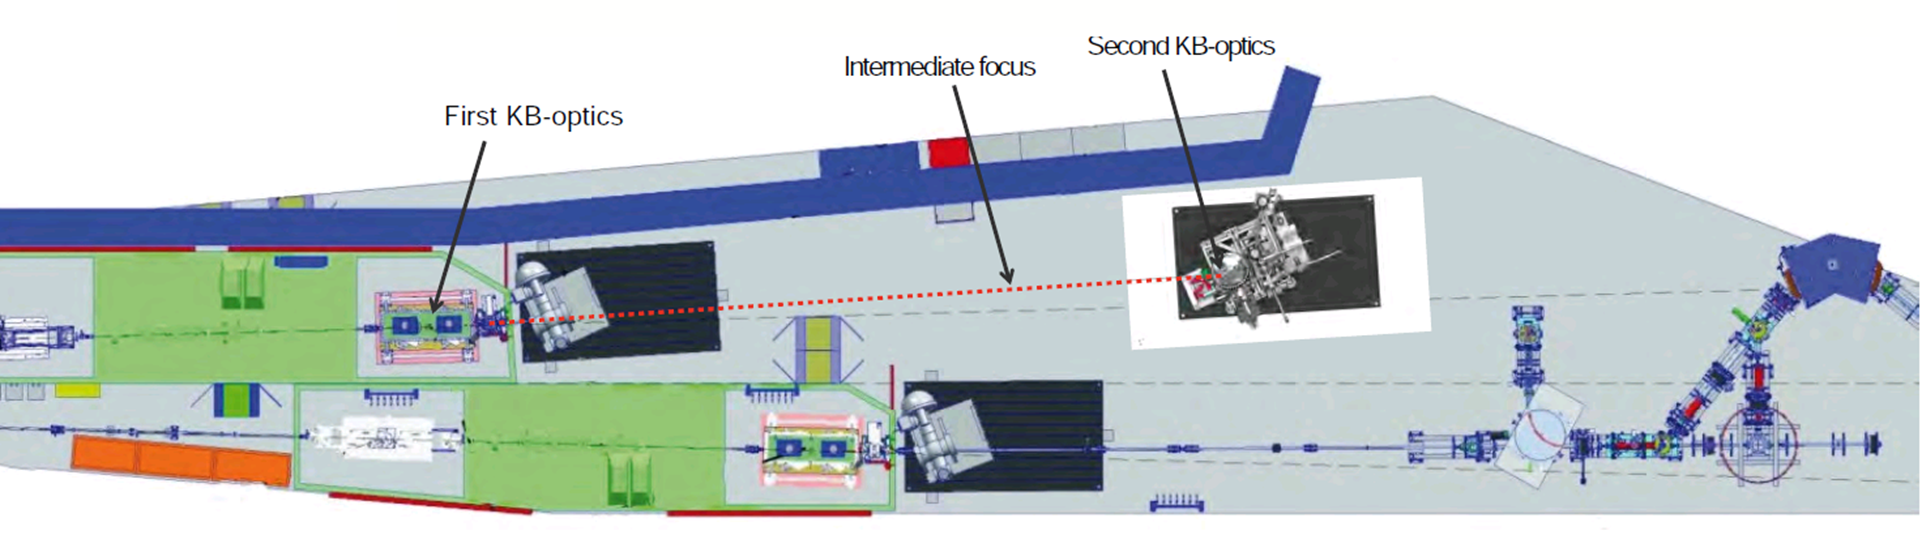 Second KB-optics
Intermediate focus
First KB-optics